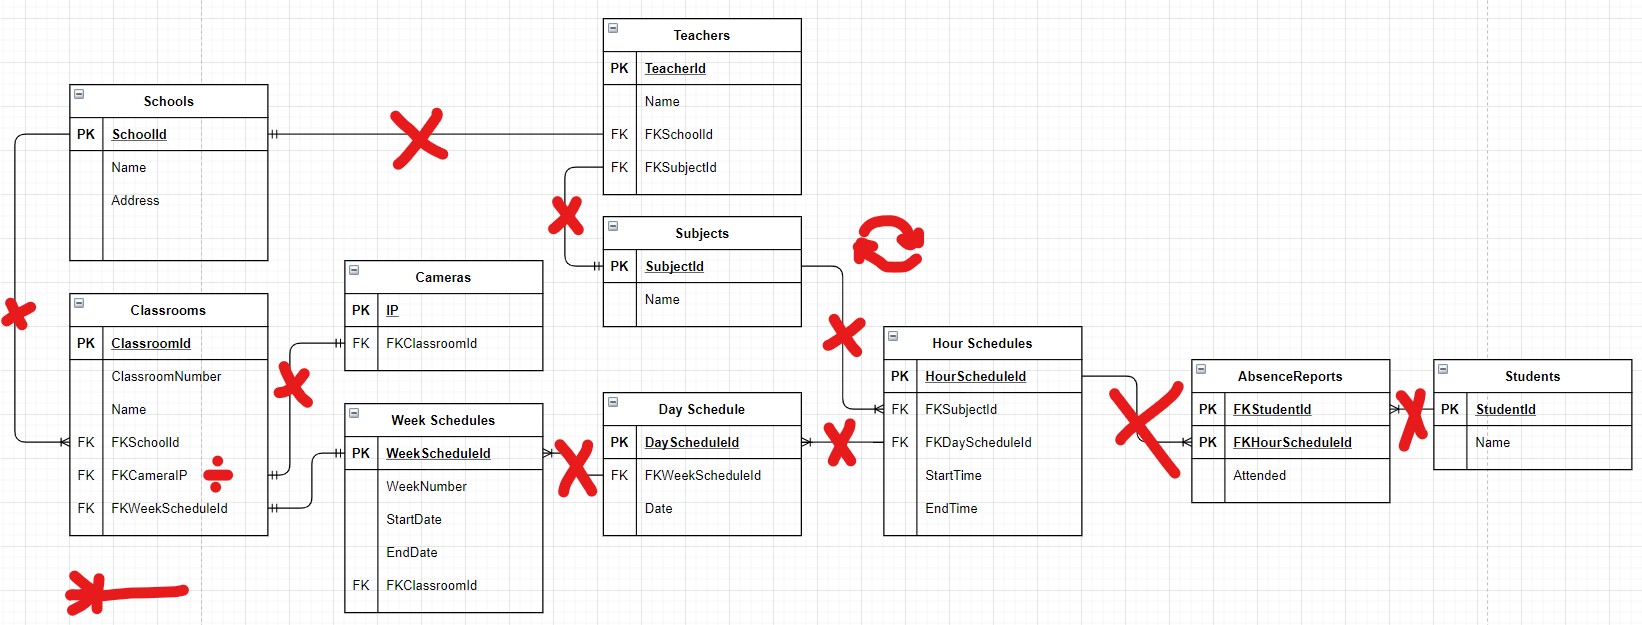 Teachers
PK TeacherId
Name
FK FKSchoolId
FK FKSubjectId
Schools
PK SchoolId
Name
Address
Subjects
PK SubjectId
Name
Cameras
PK IP
FK FKClassroomId
Classrooms
PK ClassroomId
ClassroomNumber
Name
FK FKSchoolId
FK FKCameraIP
FK FKWeekScheduleId
Week Schedules
PK WeekScheduleId
WeekNumber
StartDate
EndDate
FK FKClassroomId
Day Schedule
PK DayScheduleId
FK FKWeekScheduleId
Date
Hour Schedules
PK HourScheduleId
FK FKSubjectId
FK FKDayScheduleId
StartTime
EndTime
AbsenceReports
PK FKStudentId
PK FKHourScheduleId
Attended
Students
PK StudentId
Name